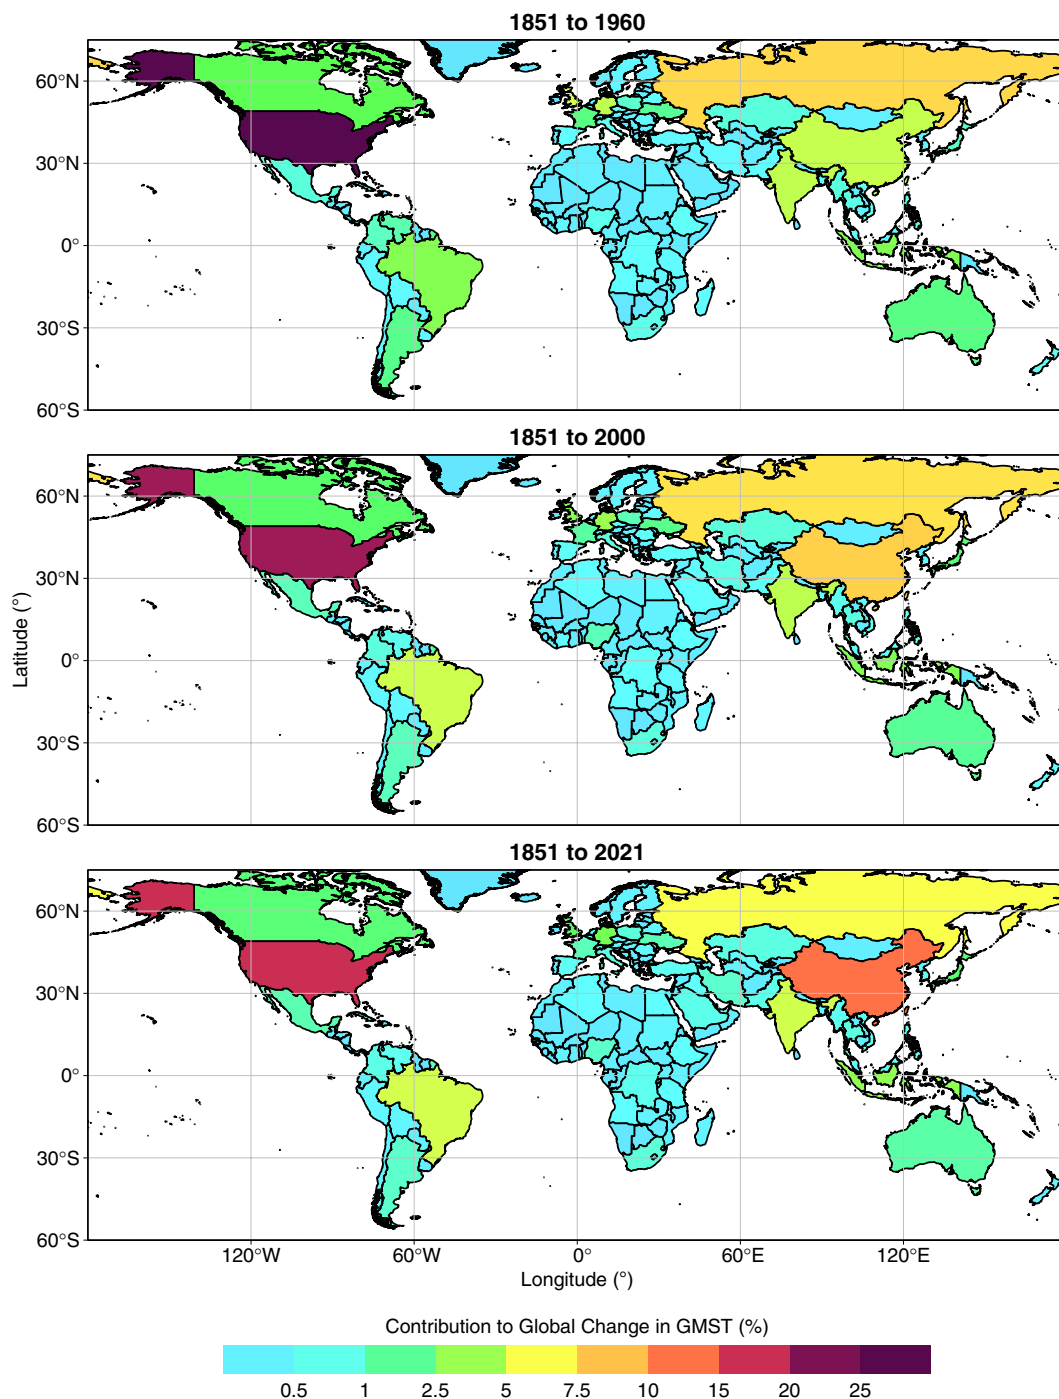 1851 to 1960
60°N
30°N
0°
30°S
60°S
1851 to 2000
60°N
30°N
0°
30°S
60°S
Latitude (°)
1851 to 2021
60°N
30°N
0°
30°S
60°S
120°W 60°W 0° 60°E 120°E
Longitude (°)
Contribution to Global Change in GMST (%)
0.5 1 2.5 5 7.5 10 15 20 25